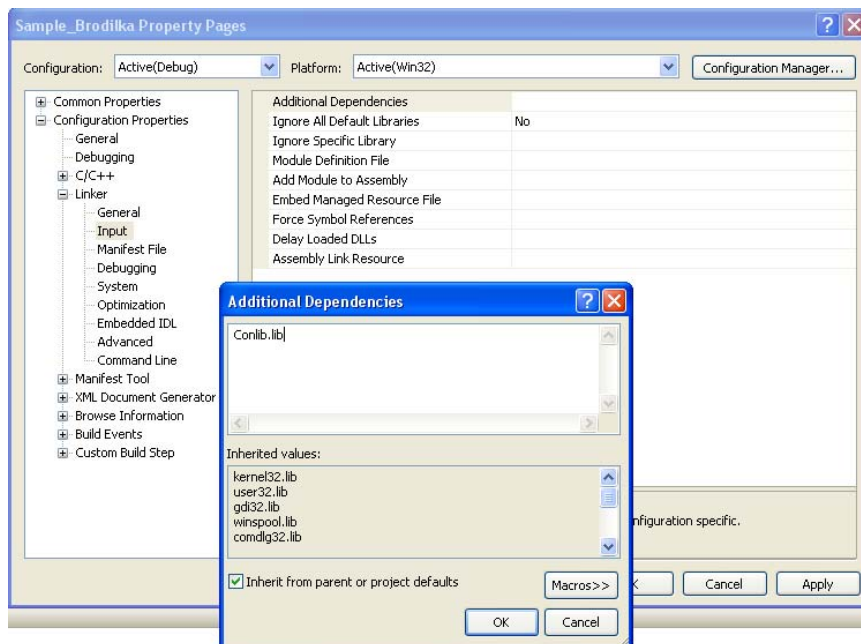 Sample_Brodilka Property Pages
Configuration: Active(Debug) Platform: Active(Win32) Configuration Manager...
Common Properties
Configuration Properties
General
Debugging
C/C++
Linker
General
Input
Manifest File
Debugging
System
Optimization
Embedded IDL
Advanced
Command Line
Manifest Tool
XML Document Generator
Browse Information
Build Events
Custom Build Step
Additional Dependencies
Ignore All Default Libraries No
Ignore Specific Library
Module Definition File
Add Module to Assembly
Embed Managed Resource File
Force Symbol References
Delay Loaded DLLs
Assembly Link Resource
Additional Dependencies
Conlib.lib
Inherited values:
kernel32.lib
user32.lib
gdi32.lib
winspool.lib
comdlg32.lib
Inherit from parent or project defaults
Macros>>
OK Cancel
nfiguration specific.
K Cancel Apply